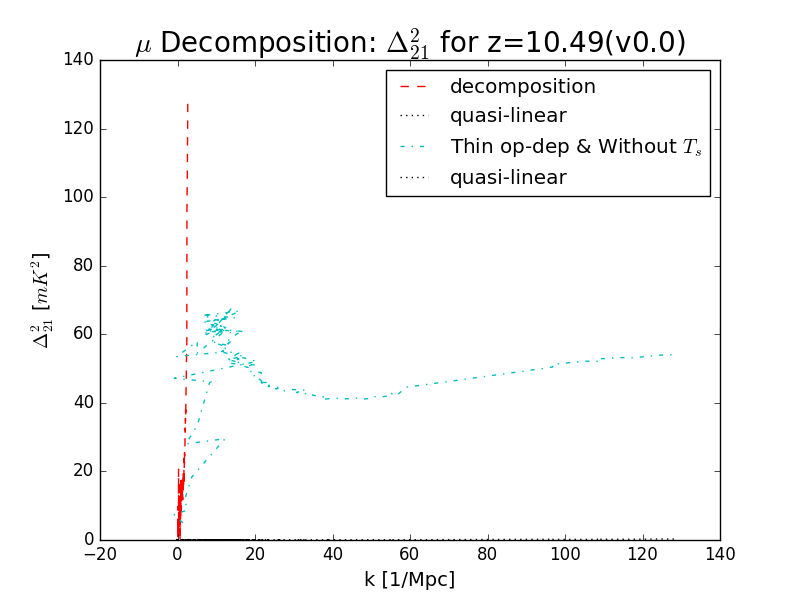 μ Decomposition: Δ²₂₁ for z=10.49(v0.0)
140
120
100
80
60
40
20
0
Δ²₂₁ [mK²]
decomposition
quasi-linear
Thin op-dep & Without Tₛ
quasi-linear
−20 0 20 40 60 80 100 120 140
k [1/Mpc]